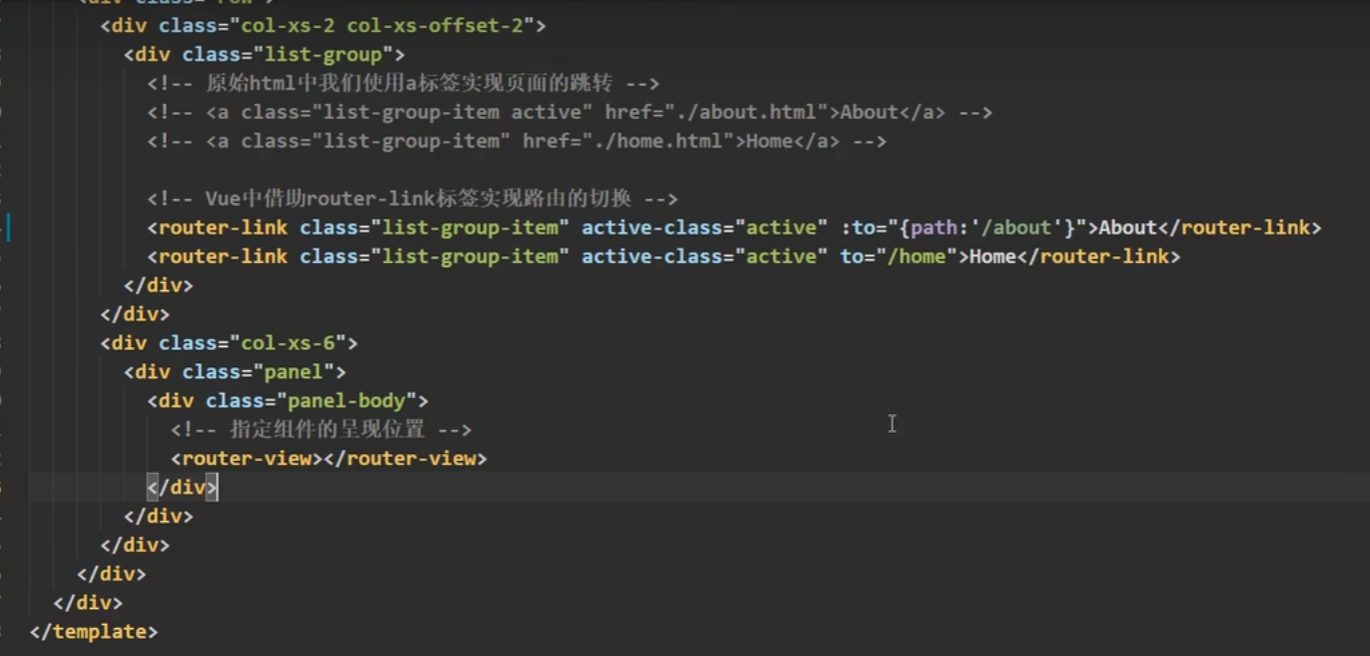 <div class="row">
<div class="col-xs-2 col-xs-offset-2">
<div class="list-group">
<!-- 原始html中我们使用a标签实现页面的跳转 -->
<!-- <a class="list-group-item active" href="./about.html">About</a> -->
<!-- <a class="list-group-item" href="./home.html">Home</a> -->
<!-- Vue中借助router-link标签实现路由的切换 -->
<router-link class="list-group-item" active-class="active" :to="{path:'/about'}">About</router-link>
<router-link class="list-group-item" active-class="active" to="/home">Home</router-link>
</div>
</div>
<div class="col-xs-6">
<div class="panel">
<div class="panel-body">
<!-- 指定组件的呈现位置 -->
<router-view></router-view>
</div>
</div>
</div>
</div>
</div>
</template>